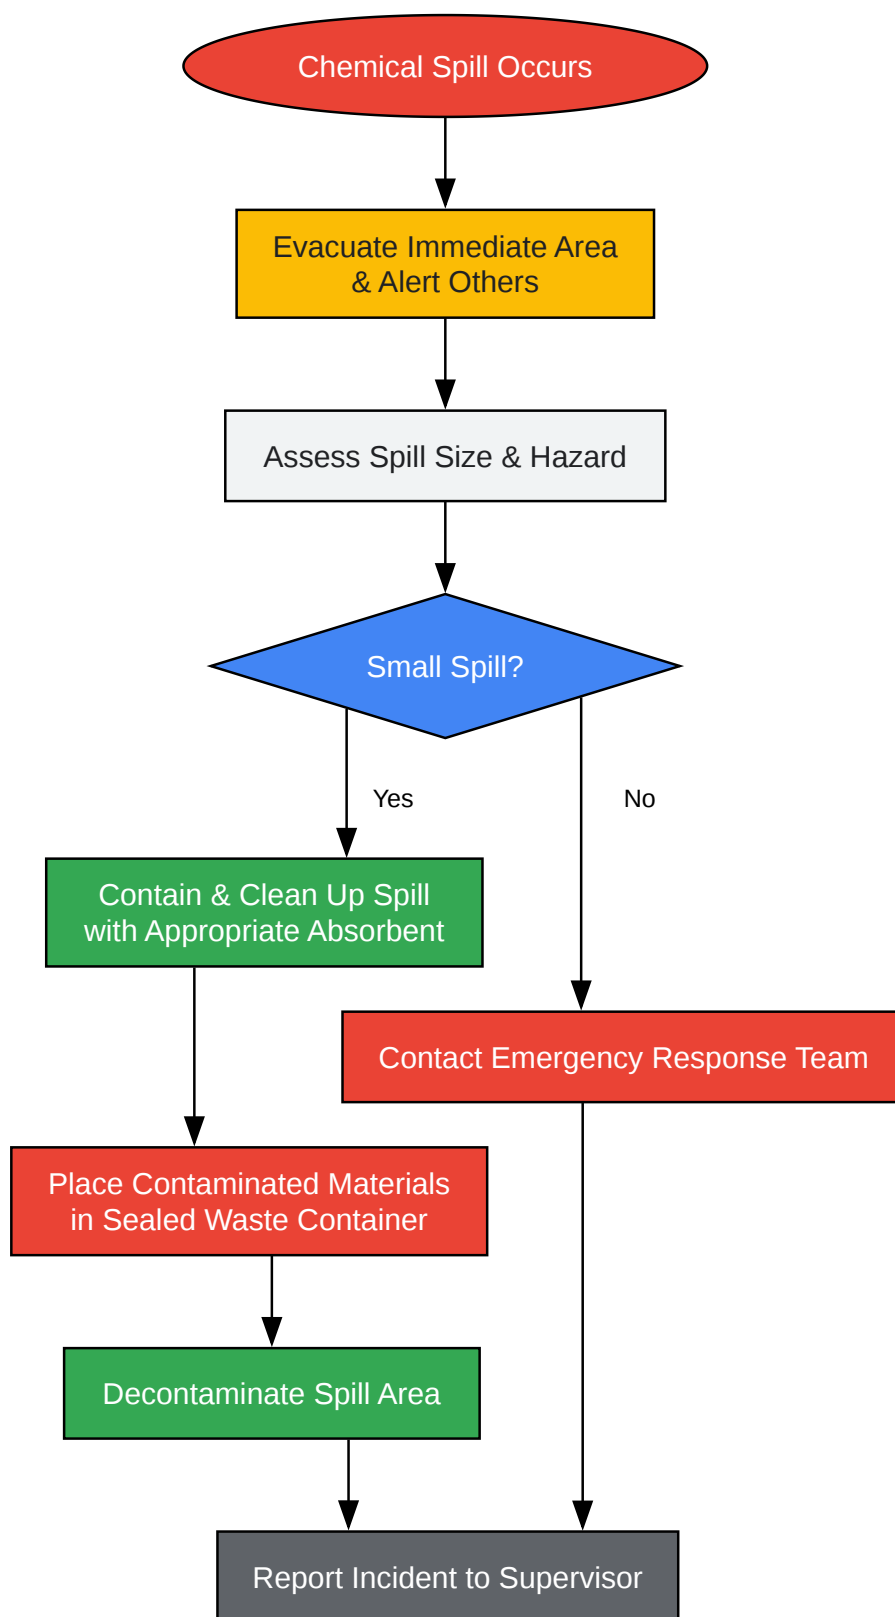 Chemical Spill Occurs
Evacuate Immediate Area
& Alert Others
Assess Spill Size & Hazard
Small Spill?
Yes
No
Contain & Clean Up Spill
with Appropriate Absorbent
Contact Emergency Response Team
Place Contaminated Materials
in Sealed Waste Container
Decontaminate Spill Area
Report Incident to Supervisor